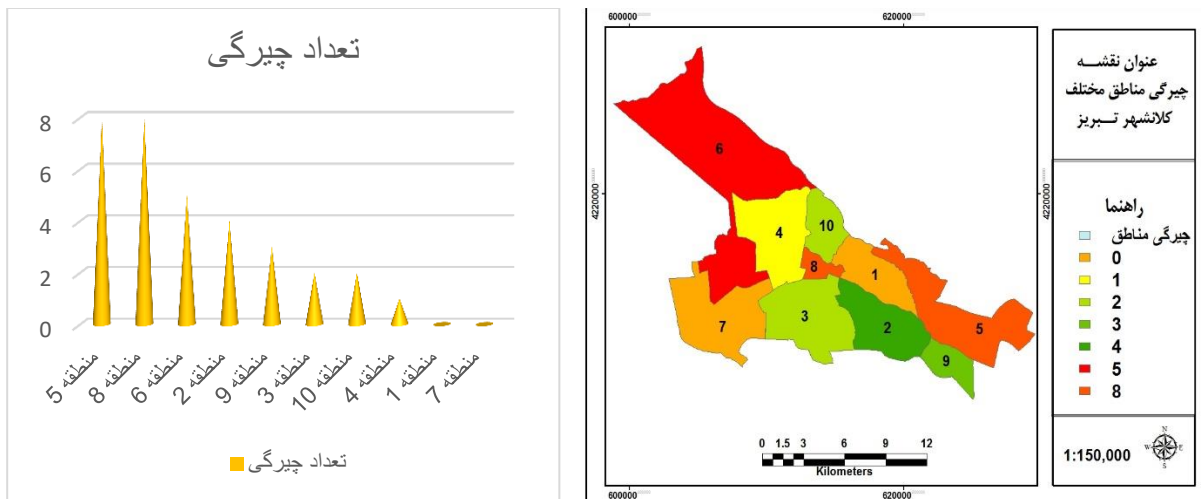 تعداد چیرگی
8
6
4
2
0
منطقه 5
منطقه 8
منطقه 6
منطقه 2
منطقه 9
منطقه 3
منطقه 10
منطقه 4
منطقه 1
منطقه 7
تعداد چیرگی
600000
620000
4220000
4220000
6
4
10
8
1
7
3
2
5
9
0 1.5 3 6 9 12
Kilometers
600000
620000
عنوان نقشـــه
چیرگی مناطق مختلف
کلانشهر تــبریز
راهنما
چیرگی مناطق
0
1
2
3
4
5
8
1:150,000
N
W
E
S